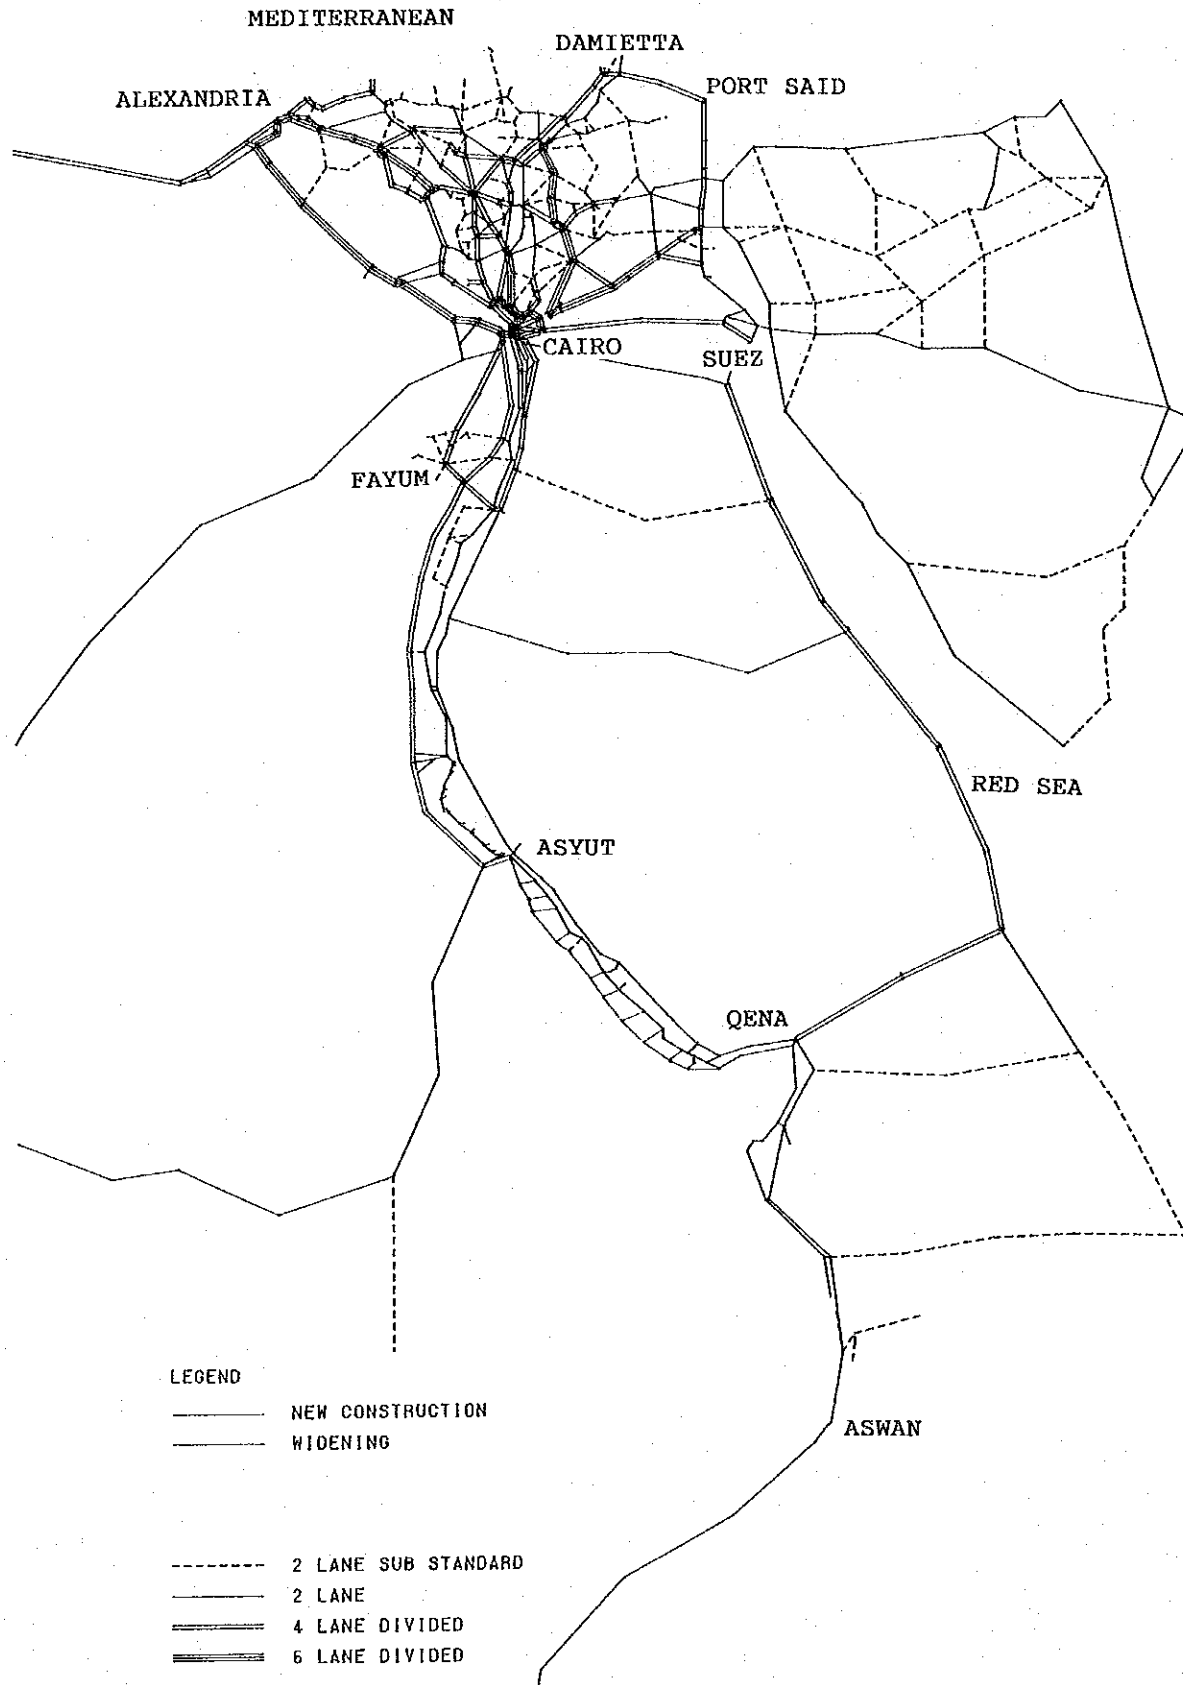 MEDITERRANEAN
DAMIETTA
PORT SAID
ALEXANDRIA
CAIRO
SUEZ
FAYUM
RED SEA
ASYUT
QENA
LEGEND
NEW CONSTRUCTION
WIDENING
ASWAN
2 LANE SUB STANDARD
2 LANE
4 LANE DIVIDED
6 LANE DIVIDED